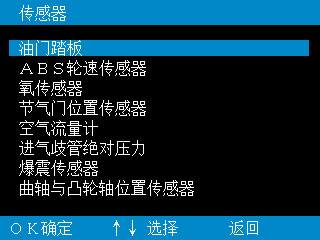 传感器
油门踏板
ＡＢＳ轮速传感器
氧传感器
节气门位置传感器
空气流量计
进气歧管绝对压力
爆震传感器
曲轴与凸轮轴位置传感器
ＯＫ确定 ↑↓ 选择 返回